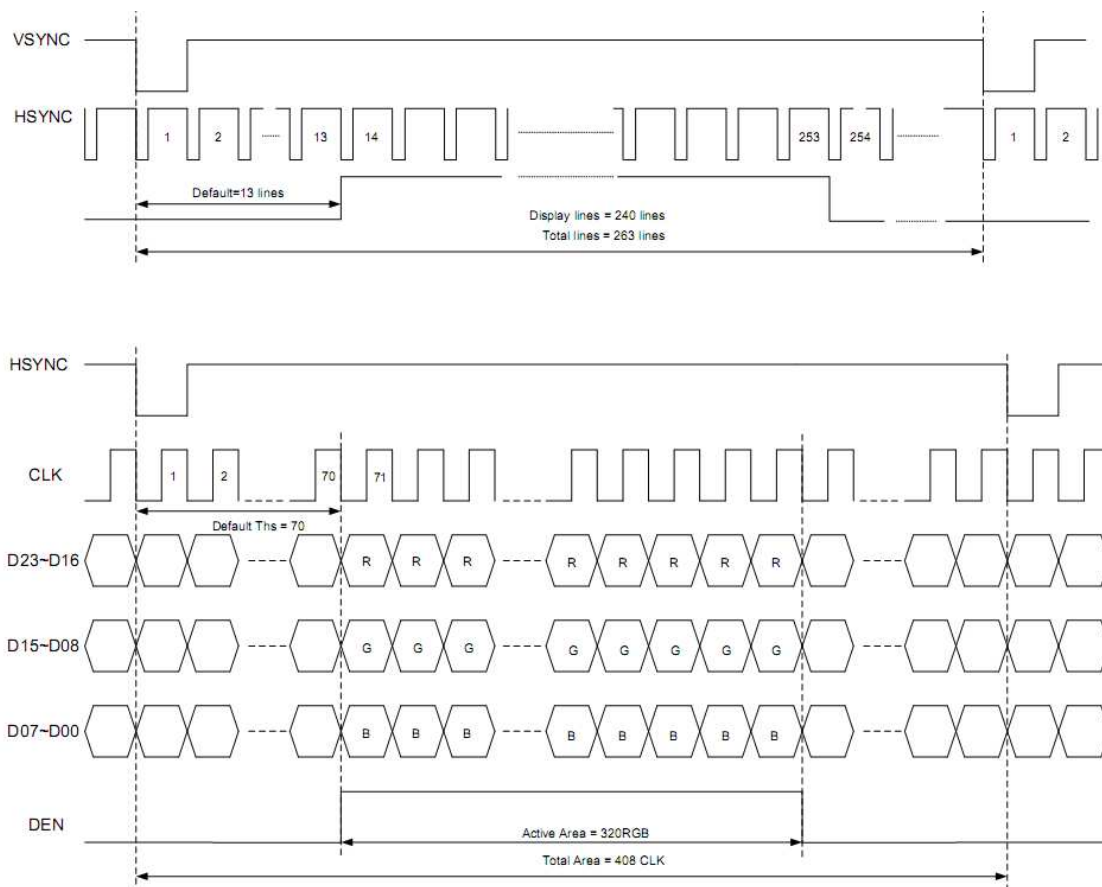 VSYNC
HSYNC
1 2 13 14 253 254 1 2
Default=13 lines
Display lines = 240 lines
Total lines = 263 lines
HSYNC
CLK
1 2 70 71
Default Ths = 70
D23~D16
R R R R R R R R
D15~D08
G G G G G G G G
D07~D00
B B B B B B B B
DEN
Active Area = 320RGB
Total Area = 408 CLK